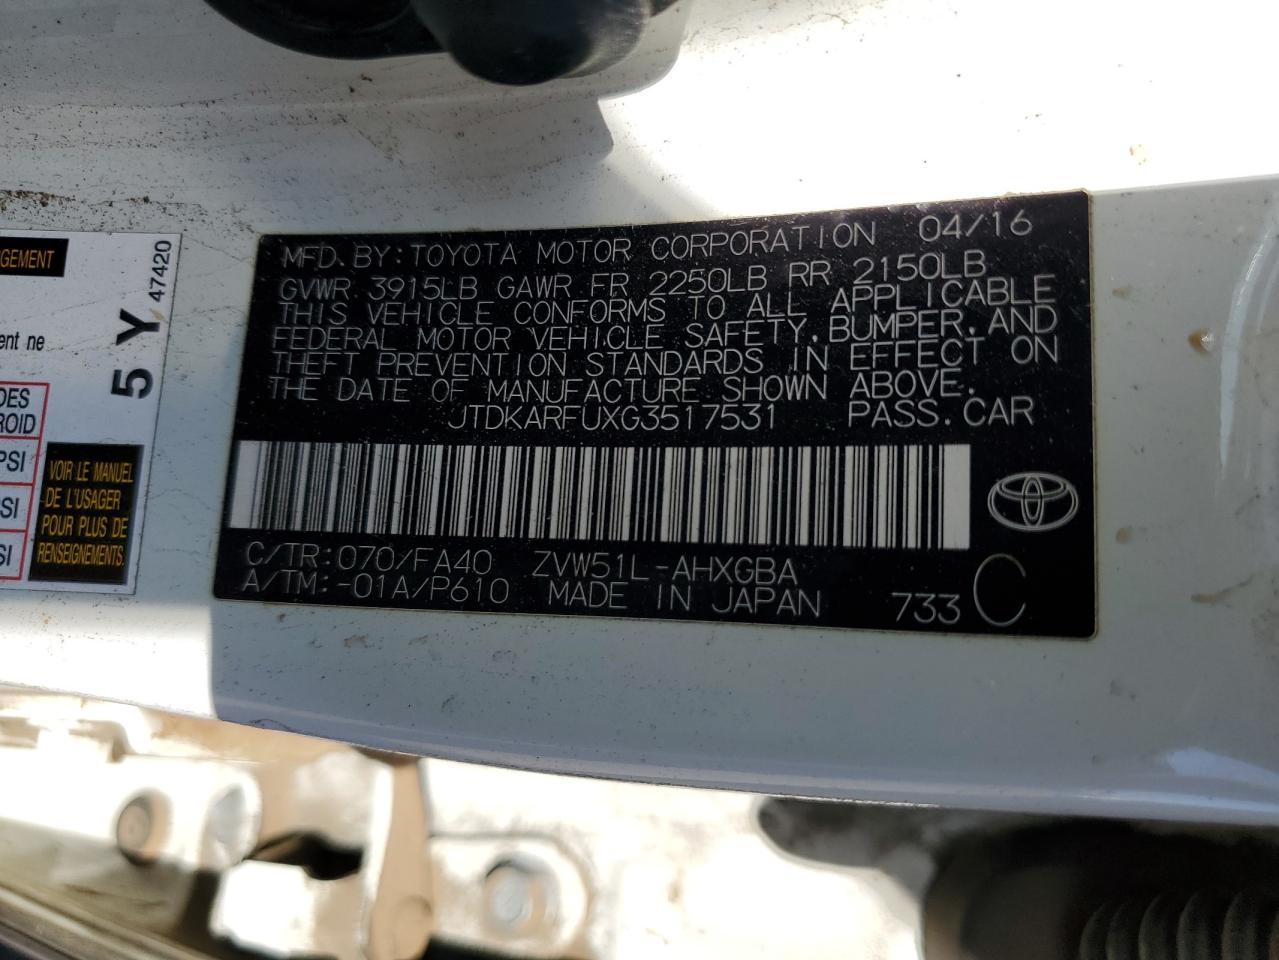 MFD.BY:TOYOTA MOTOR CORPORATION 04/16
GVWR 3915LB GAWR FR 2250LB RR 2150LB
THIS VEHICLE CONFORMS TO ALL APPLICABLE
FEDERAL MOTOR VEHICLE SAFETY,BUMPER,AND
THEFT PREVENTION STANDARDS IN EFFECT ON
THE DATE OF MANUFACTURE SHOWN ABOVE.
JTDKARFUXG3517531 PASS.CAR
C/TR:070/FA40 ZVW51L-AHXGBA
A/TM:-01A/P610 MADE IN JAPAN 733 C
GEMENT
ent ne
5 Y 47420
DES
ROID
PSI
SI
VOIR LE MANUEL
DE L'USAGER
POUR PLUS DE
RENSEIGNEMENTS.